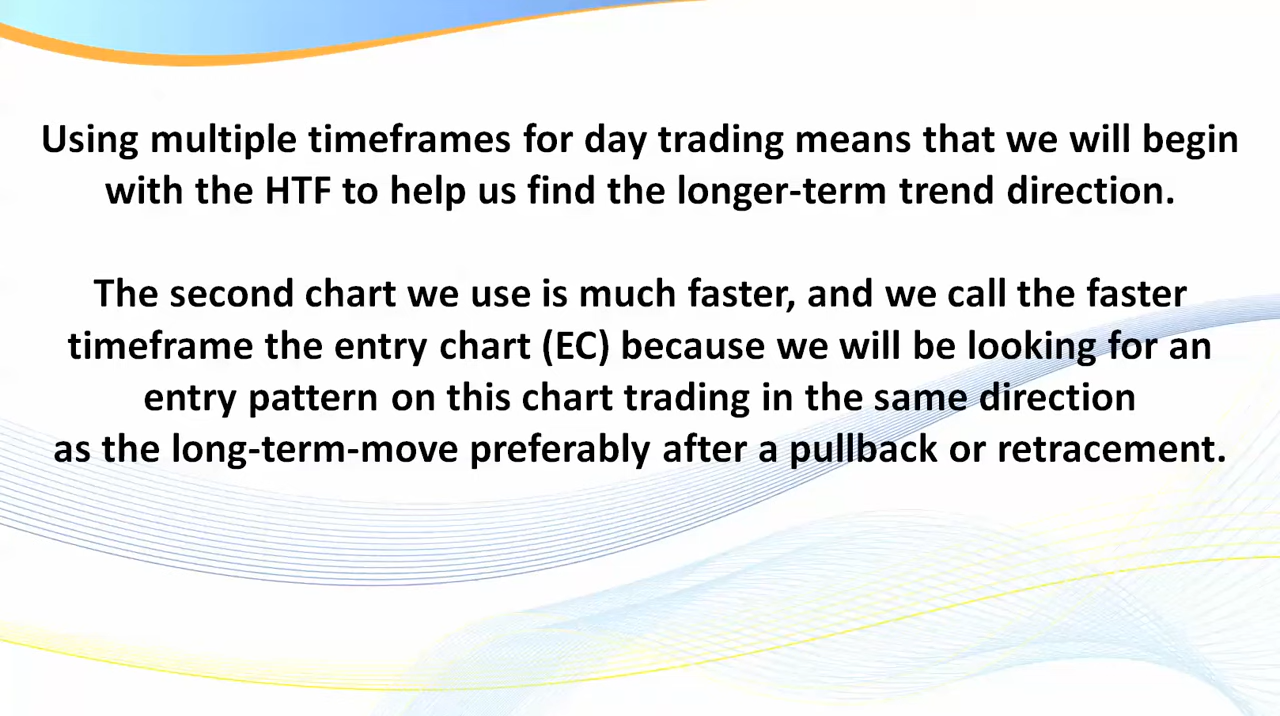 Using multiple timeframes for day trading means that we will begin
with the HTF to help us find the longer-term trend direction.
The second chart we use is much faster, and we call the faster
timeframe the entry chart (EC) because we will be looking for an
entry pattern on this chart trading in the same direction
as the long-term-move preferably after a pullback or retracement.